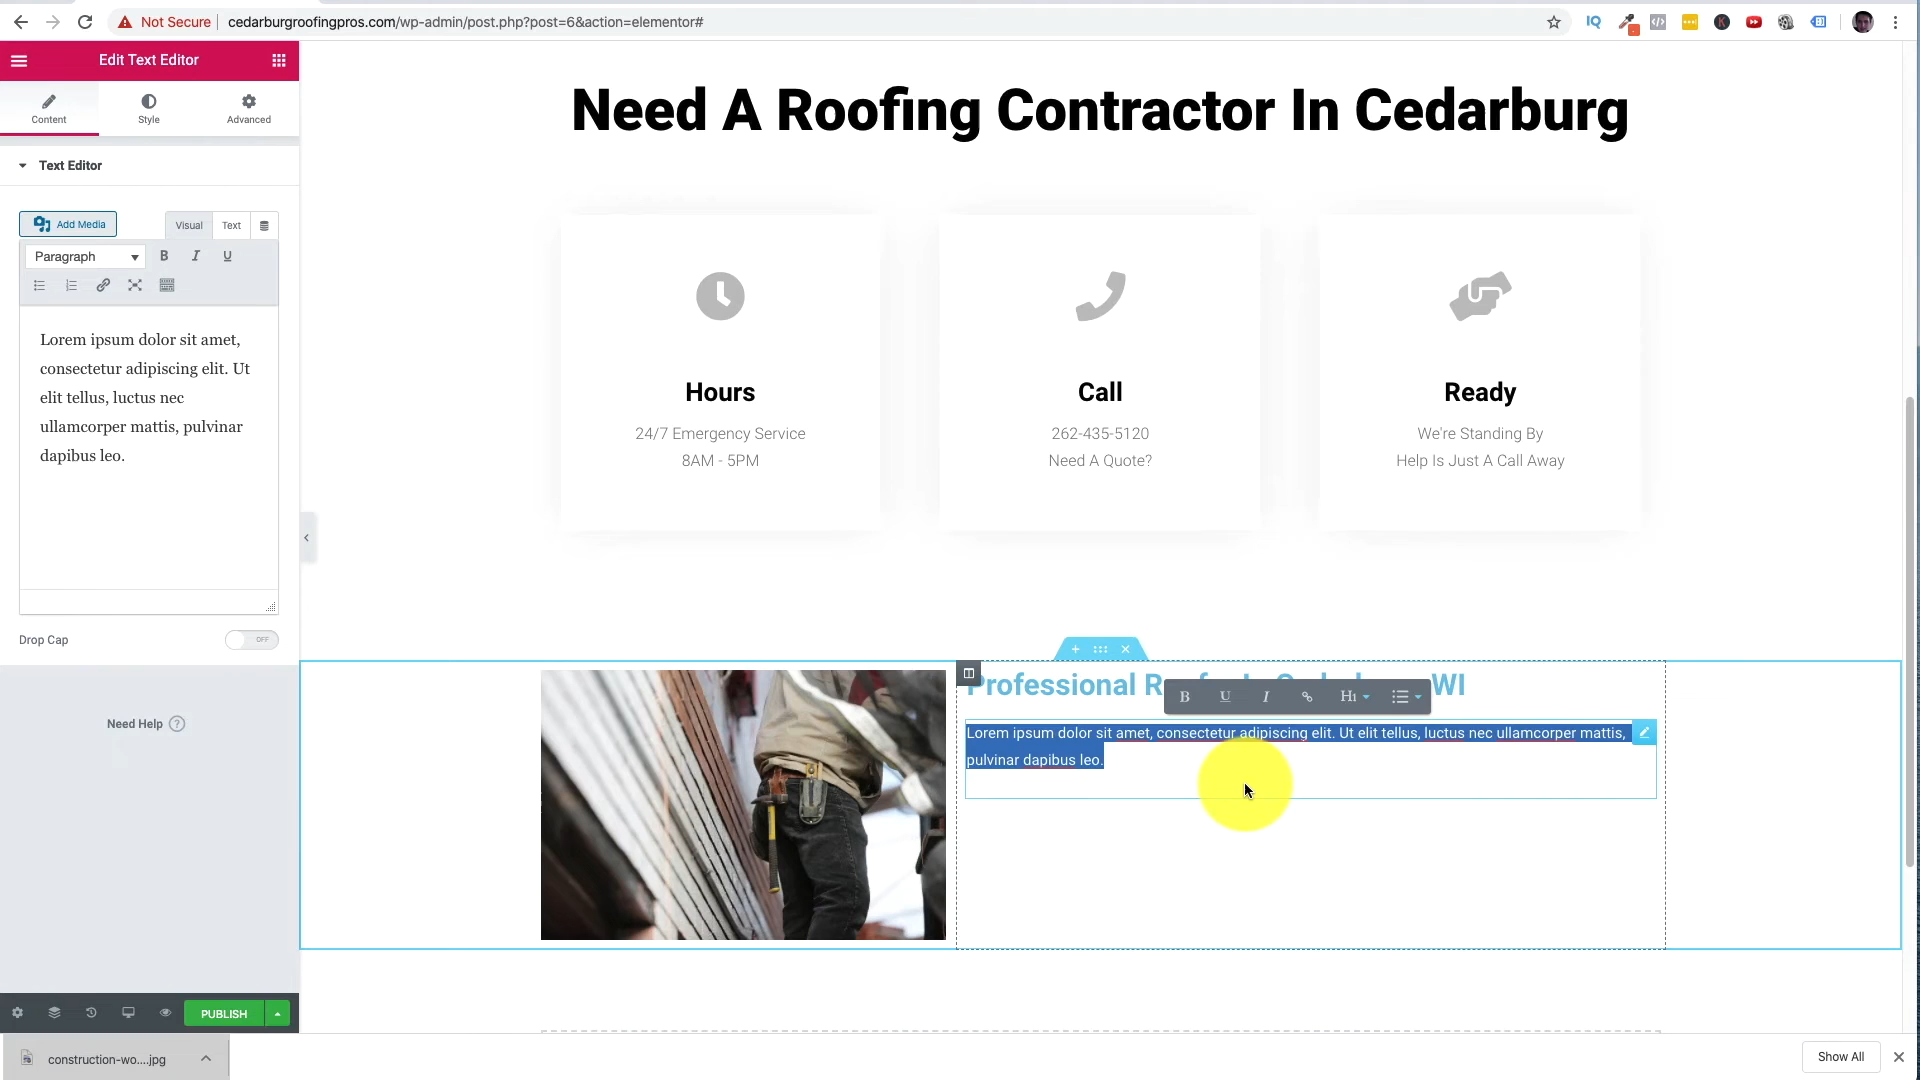 Not Secure
cedarburgroofingpros.com/wp-admin/post.php?post=6&action=elementor#
IQ
Edit Text Editor
Content
Style
Advanced
Text Editor
Add Media
Visual
Text
Paragraph
B
I
U
Lorem ipsum dolor sit amet,
consectetur adipiscing elit. Ut
elit tellus, luctus nec
ullamcorper mattis, pulvinar
dapibus leo.
Drop Cap
OFF
Need Help ?
PUBLISH
Need A Roofing Contractor In Cedarburg
Hours
24/7 Emergency Service
8AM - 5PM
Call
262-435-5120
Need A Quote?
Ready
We're Standing By
Help Is Just A Call Away
Professional WI
B U I H1
Lorem ipsum dolor sit amet, consectetur adipiscing elit. Ut elit tellus, luctus nec ullamcorper mattis,
pulvinar dapibus leo.
construction-wo....jpg
Show All